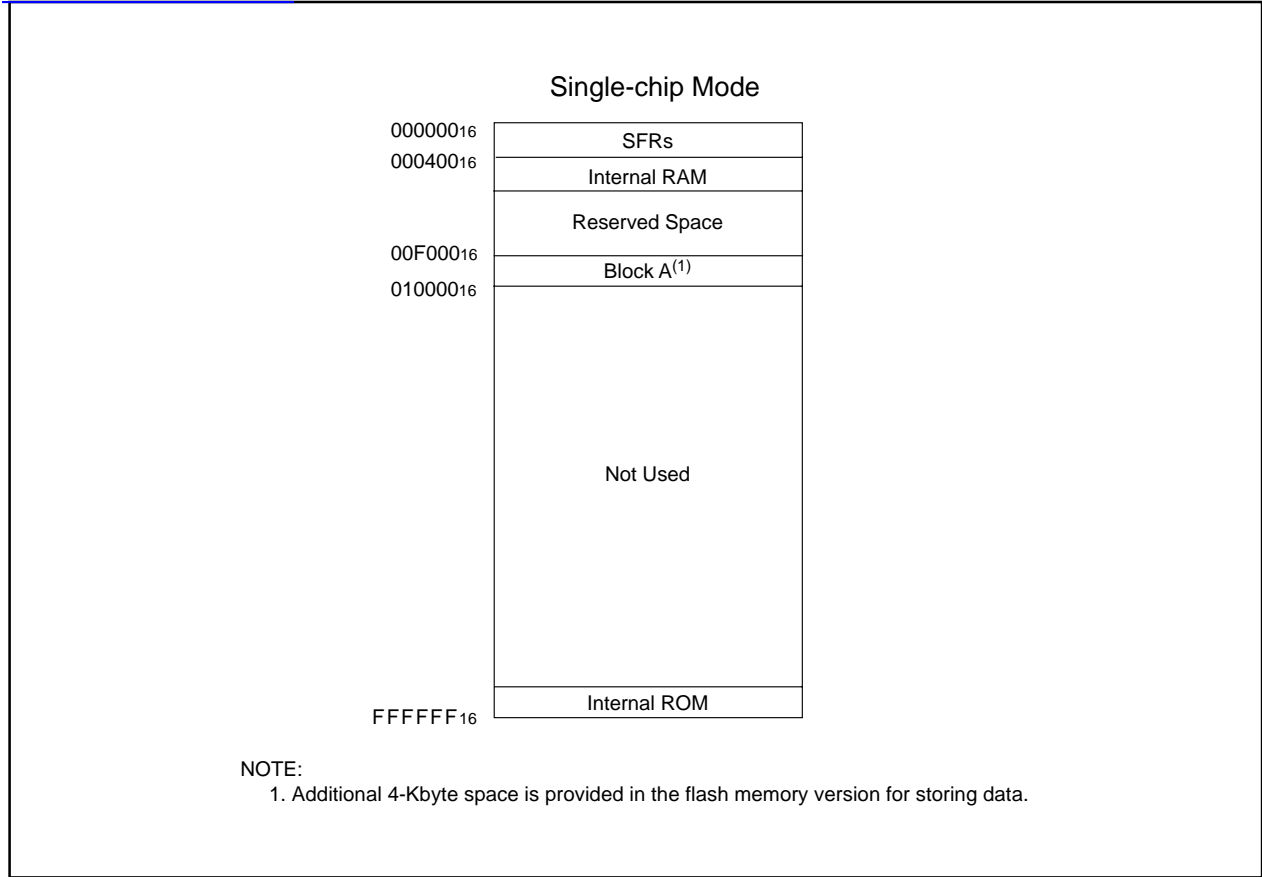 Single-chip Mode
000000₁₆
SFRs
000400₁₆
Internal RAM
Reserved Space
00F000₁₆
Block A⁽¹⁾
010000₁₆
Not Used
Internal ROM
FFFFFF₁₆
NOTE:
1. Additional 4-Kbyte space is provided in the flash memory version for storing data.